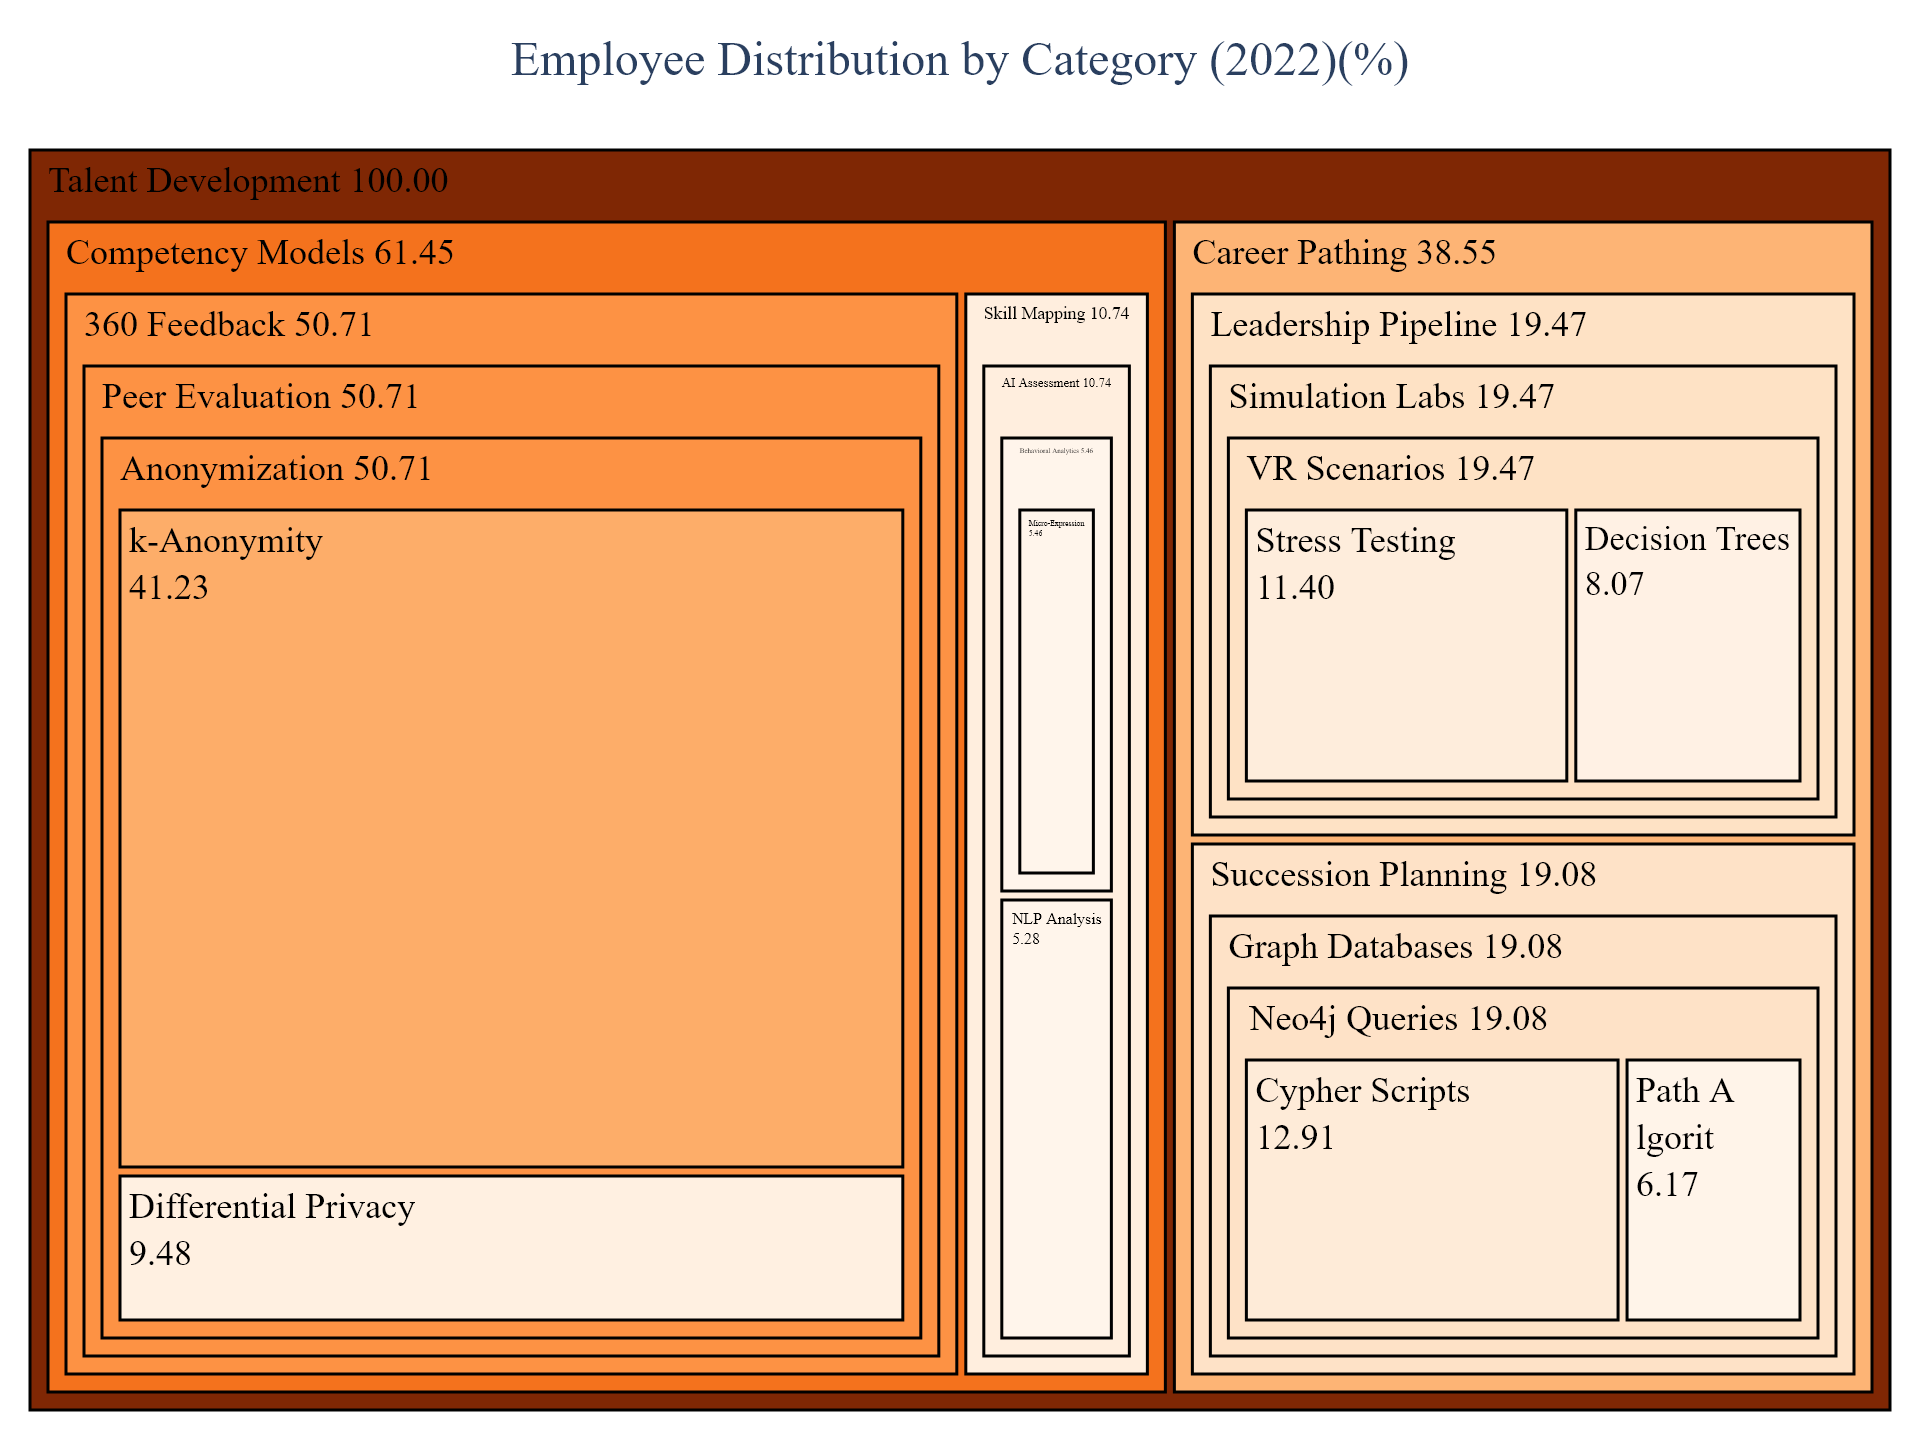 Employee Distribution by Category (2022)(%)
Talent Development 100.00
Competency Models 61.45
360 Feedback 50.71
Peer Evaluation 50.71
Anonymization 50.71
k-Anonymity
41.23
Differential Privacy
9.48
Skill Mapping 10.74
AI Assessment 10.74
Behavioral Analytics 5.46
Micro-Expression
5.46
NLP Analysis
5.28
Career Pathing 38.55
Leadership Pipeline 19.47
Simulation Labs 19.47
VR Scenarios 19.47
Stress Testing
11.40
Decision Trees
8.07
Succession Planning 19.08
Graph Databases 19.08
Neo4j Queries 19.08
Cypher Scripts
12.91
Path A
lgorit
6.17